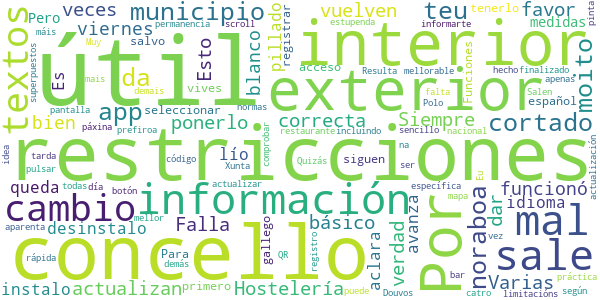 máis
veces
viernes
Pero
superpuestos
Es
salvo
textos
útil
municipio
permanencia
scroll
Muy
da
mais
demais
vives
app
seleccionar
Esto
blanco
acceso
pillado
registrar
teu
favor
vuelven
medidas
estupenda
tenerlo
informarte
pinta
interior
exterior
Resulta
mellorable
hecho
finalizado
Funciones
falta
apenas
Polo
Salen
español
molto
pantalla
normas
bien
páxina
prefiroa
ponerlo
correcta
restaurante
incluíndo
Siempre
sencillo
cortado
idea
tarda
pulsar
código
Xunta
lío
comprobar
Quizás
siguen
ser
na
nacional
Eu
actualización
restricciones
queda
todas
día
botón
actualizar
gallego
información
básico
aclara
funcionó
idioma
específica
mapa
cambio
mellor
Falla
noraboa
verdad
avanza
dar
vez
mal
sale
Por
aparenta
desinstalo
Para
demás
QR
registro
bar
Varias
práctica
rápida
instalo
actualizan
primero
Hostelería
puede
Douvos
catro
limitacións
según
concello